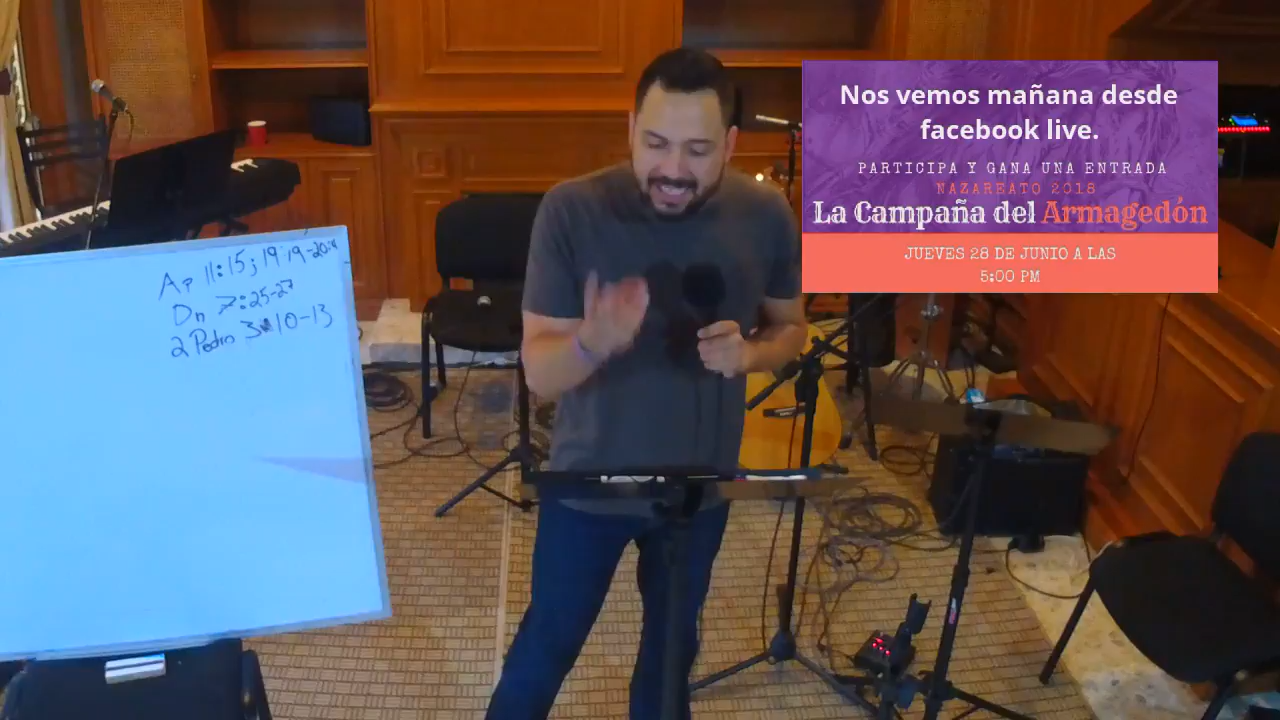 Ap 11:15; 19:19-20:4
Dn 7:25-27
2 Pedro 3:10-13
Nos vemos mañana desde
facebook live.
PARTICIPA Y GANA UNA ENTRADA
NAZAREATO 2018
La Campaña del Armagedón
JUEVES 28 DE JUNIO A LAS
5:00 PM